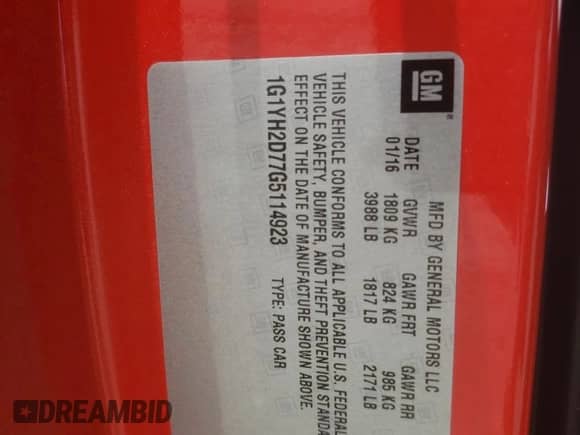 GM
®
MFD BY GENERAL MOTORS LLC
DATE GVWR GAWR FRT GAWR RR
01/16 1809 KG 824 KG 985 KG
3988 LB 1817 LB 2171 LB
THIS VEHICLE CONFORMS TO ALL APPLICABLE U.S. FEDERAL
VEHICLE SAFETY, BUMPER, AND THEFT PREVENTION STANDA
EFFECT ON THE DATE OF MANUFACTURE SHOWN ABOVE.
1G1YH2D77G5114923 TYPE: PASS CAR
DREAMBID